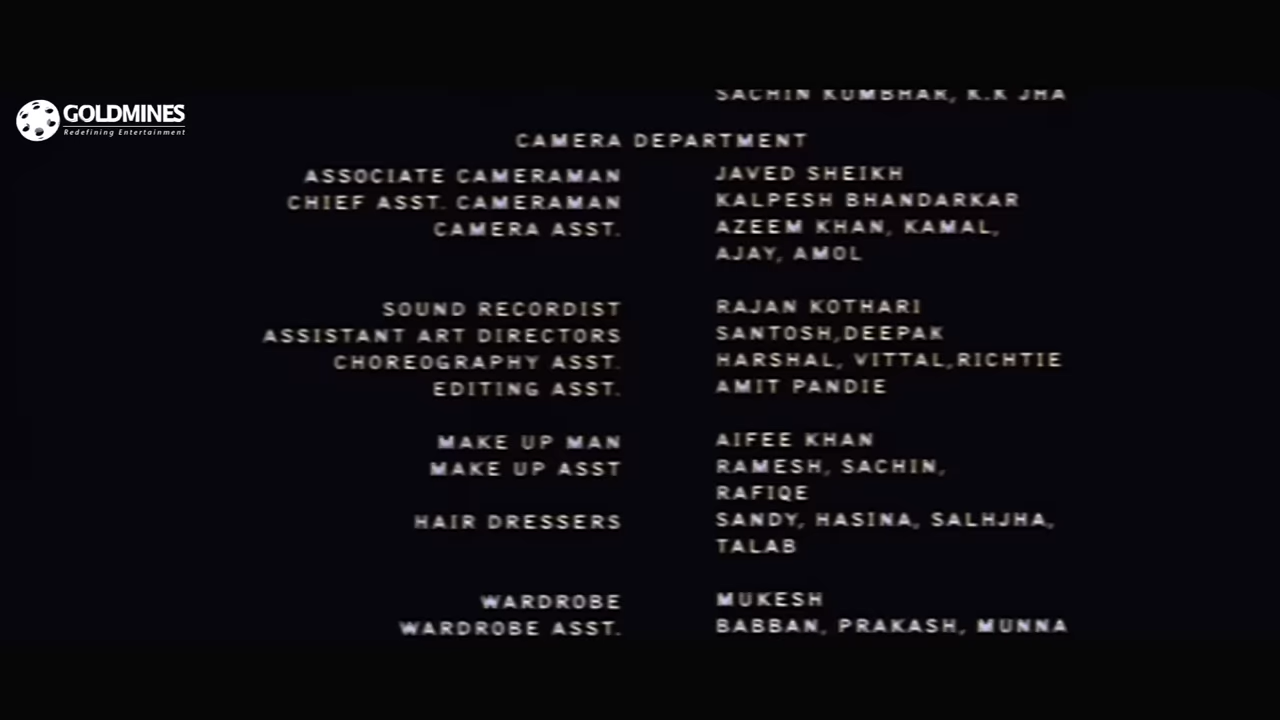 GOLDMINES
Redefining Entertainment
SACHIN KUMBHAR, K.K JHA
CAMERA DEPARTMENT
ASSOCIATE CAMERAMAN JAVED SHEIKH
CHIEF ASST. CAMERAMAN KALPESH BHANDARKAR
CAMERA ASST. AZEEM KHAN, KAMAL,
AJAY, AMOL
SOUND RECORDIST RAJAN KOTHARI
ASSISTANT ART DIRECTORS SANTOSH,DEEPAK
CHOREOGRAPHY ASST. HARSHAL, VITTAL,RICHTIE
EDITING ASST. AMIT PANDIE
MAKE UP MAN AIFEE KHAN
MAKE UP ASST RAMESH, SACHIN,
RAFIQE
HAIR DRESSERS SANDY, HASINA, SALHJHA,
TALAB
WARDROBE MUKESH
WARDROBE ASST. BABBAN, PRAKASH, MUNNA